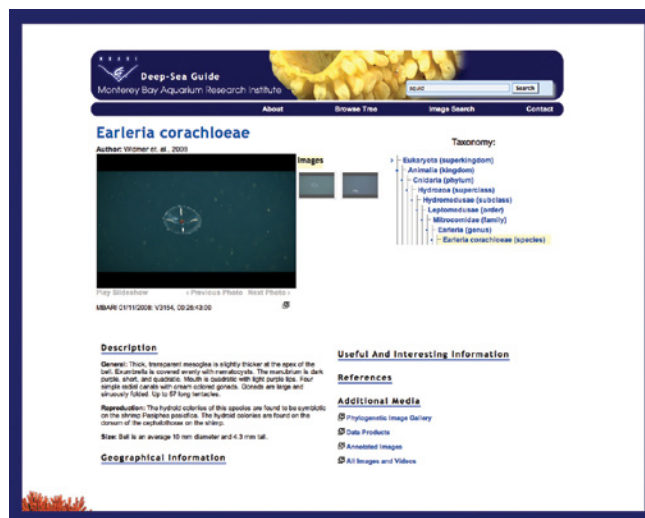 MBARI
Deep-Sea Guide
Monterey Bay Aquarium Research Institute
squid
Search
About
Browse Tree
Image Search
Contact
Earleria corachloeae
Author: Widmer et. al., 2009
Images
Play Slideshow
‹ Previous Photo
Next Photo ›
MBARI 01/11/2008; V3154, 00:26:43:00
Taxonomy:
Eukaryota (superkingdom)
Animalia (kingdom)
Cnidaria (phylum)
Hydrozoa (superclass)
Hydromedusae (subclass)
Leptomedusae (order)
Mitrocomidae (family)
Earleria (genus)
Earleria corachloeae (species)
Description
General: Thick, transparent mesoglea is slightly thicker at the apex of the
bell. Exumbrella is covered evenly with nematocysts. The manubrium is dark
purple, short, and quadratic. Mouth is quadratic with light purple lips. Four
simple radial canals with cream colored gonads. Gonads are large and
sinuously folded. Up to 67 long tentacles.
Reproduction: The hydroid colonies of this species are found to be symbiotic
on the shrimp Pasiphea pasicfica. The hydroid colonies are found on the
dorsum of the cephalothorax on the shrimp.
Size: Bell is an average 10 mm diameter and 4.3 mm tall.
Geographical Information
Useful And Interesting Information
References
Additional Media
Phylogenetic Image Gallery
Data Products
Annotated Images
All Images and Videos